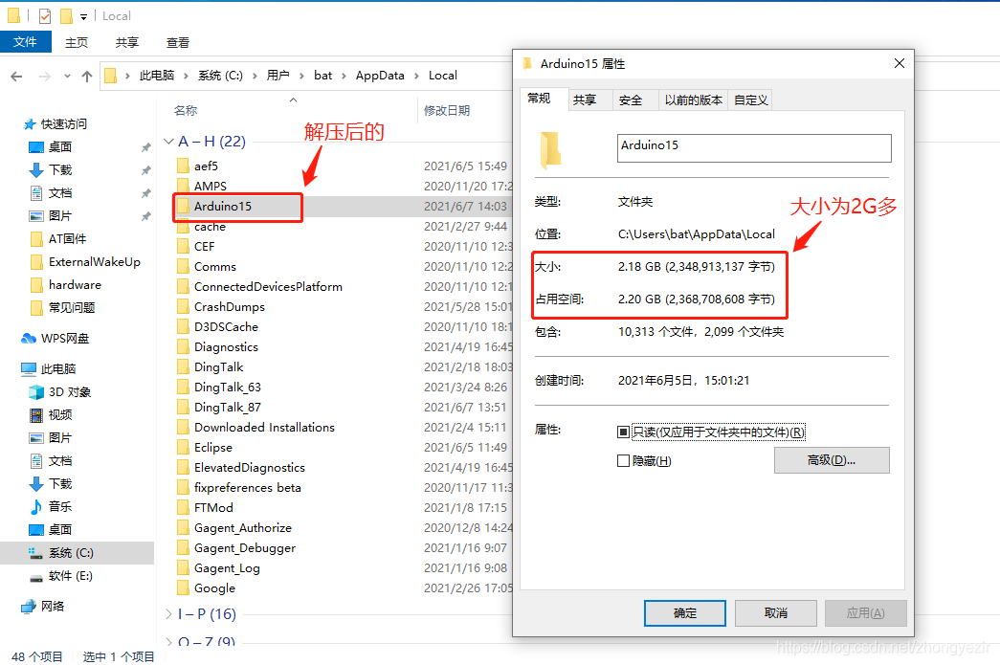 Local
文件 主页 共享 查看
此电脑 系统 (C:) 用户 bat AppData Local
快速访问
桌面
下载
文档
图片
AT固件
ExternalWakeUp
hardware
常见问题
WPS网盘
此电脑
3D 对象
视频
图片
文档
下载
音乐
桌面
系统 (C:)
软件 (E:)
网络
名称 修改日期
A – H (22)
解压后的
aef5 2021/6/5 15:49
AMPS 2020/11/20 17:2
Arduino15 2021/6/7 14:03
cache 2021/2/27 9:44
CEF 2020/11/10 12:3
Comms 2020/11/10 12:2
ConnectedDevicesPlatform 2020/11/10 12:1
CrashDumps 2021/5/28 15:01
D3DSCache 2020/11/10 18:1
Diagnostics 2021/4/19 16:45
DingTalk 2021/2/18 18:03
DingTalk_63 2021/3/24 8:26
DingTalk_87 2021/6/7 13:51
Downloaded Installations 2021/2/4 15:11
Eclipse 2021/6/5 11:49
ElevatedDiagnostics 2021/4/19 16:45
fixpreferences beta 2020/11/17 11:3
FTMod 2021/1/8 17:15
Gagent_Authorize 2020/12/8 14:24
Gagent_Debugger 2021/1/16 9:07
Gagent_Log 2021/1/16 9:08
Google 2021/2/26 17:05
I – P (16)
Q – Z (9)
48 个项目 选中 1 个项目
Arduino15 属性
常规 共享 安全 以前的版本 自定义
Arduino15
类型: 文件夹
大小为2G多
位置: C:\Users\bat\AppData\Local
大小: 2.18 GB (2,348,913,137 字节)
占用空间: 2.20 GB (2,368,708,608 字节)
包含: 10,313 个文件，2,099 个文件夹
创建时间: 2021年6月5日，15:01:21
属性: 只读(仅应用于文件夹中的文件)(R)
隐藏(H) 高级(D)...
确定 取消 应用(A)
https://blog.csdn.net/zhongyezir